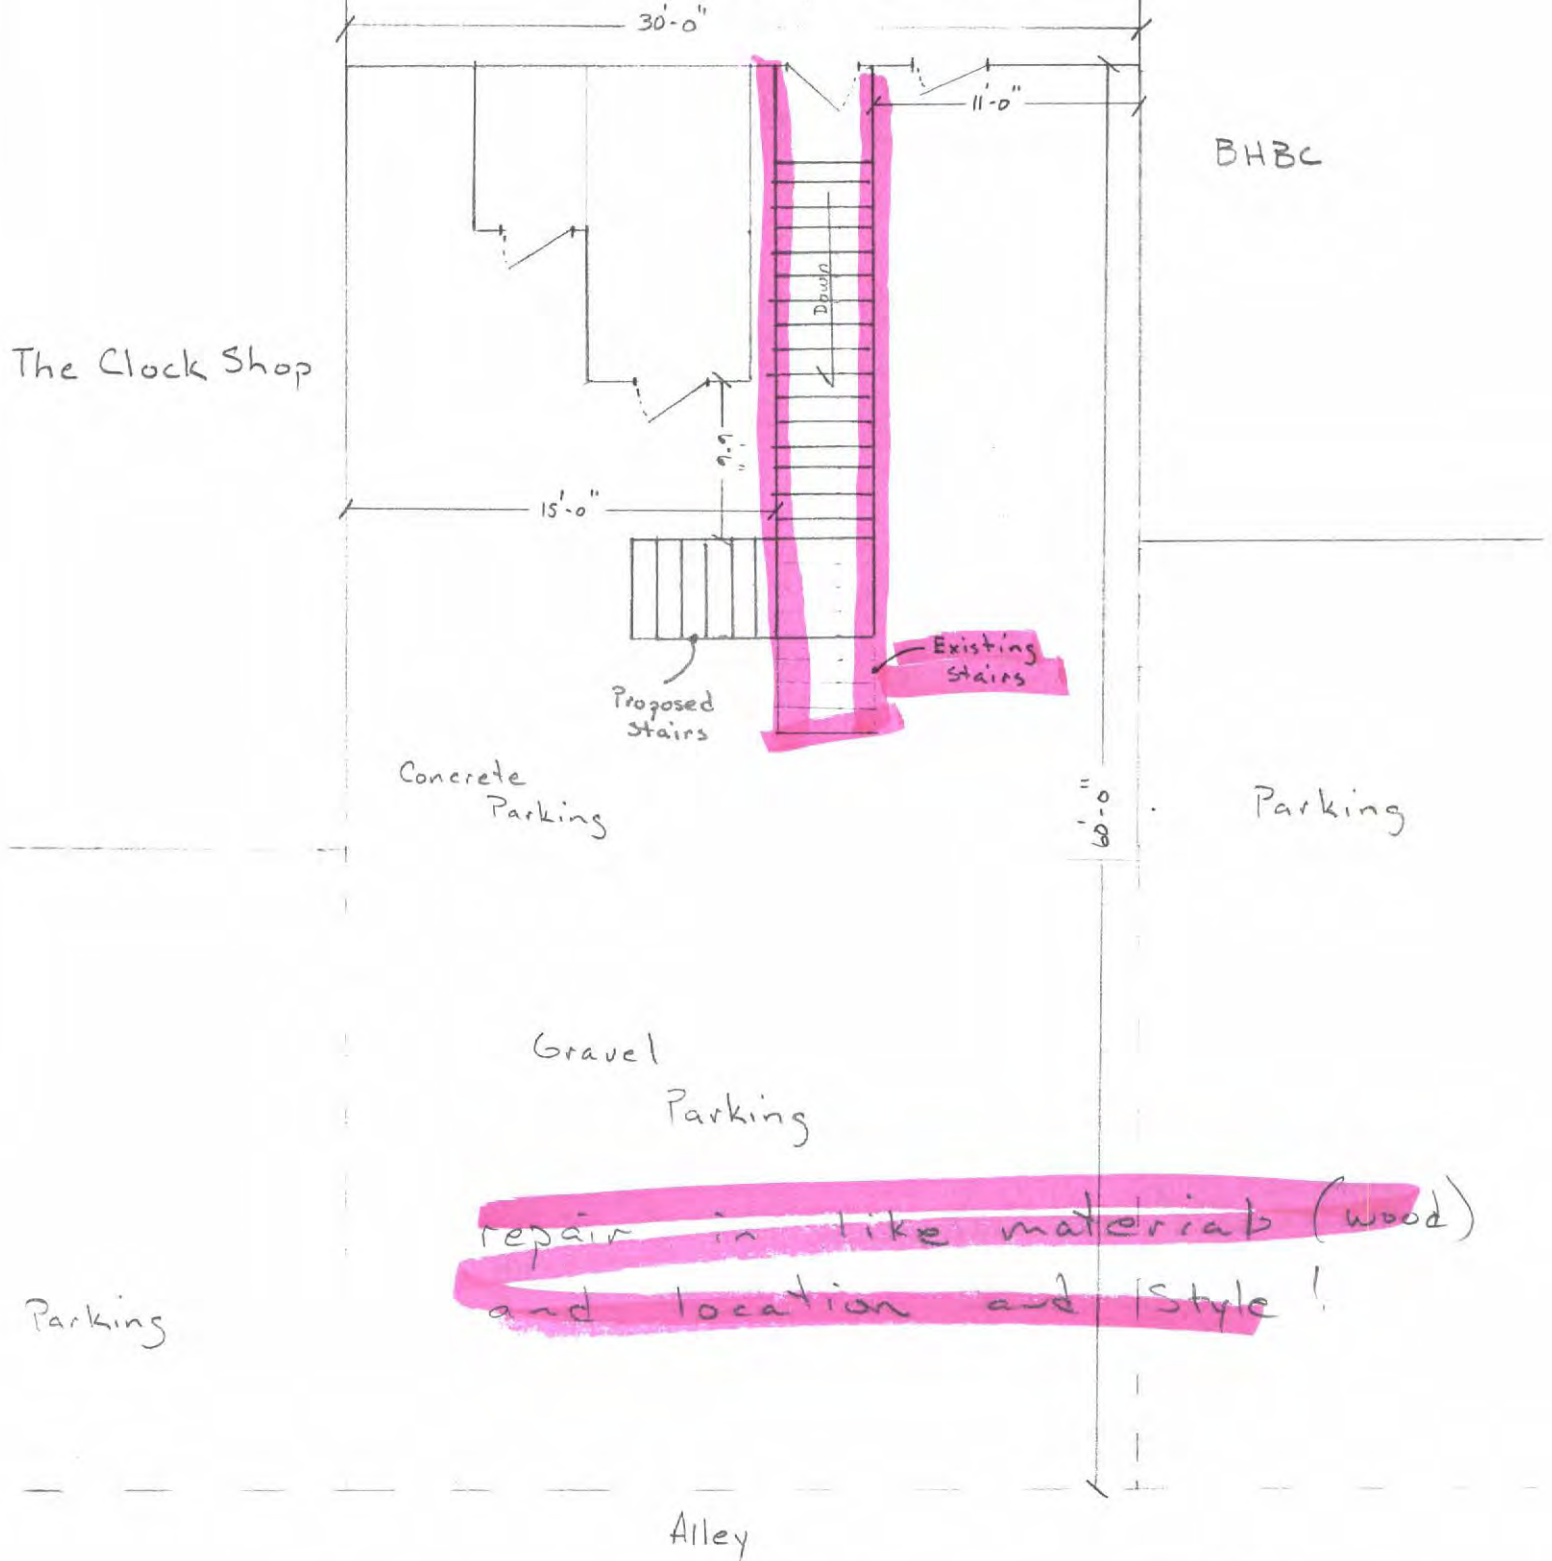 30'-0"
11'-0"
BHBC
Down
The Clock Shop
15'-0"
Existing
Stairs
Proposed
Stairs
Concrete
Parking
60'-0"
Parking
Gravel
Parking
repair in like materials (wood)
and location and Style !
Parking
Alley